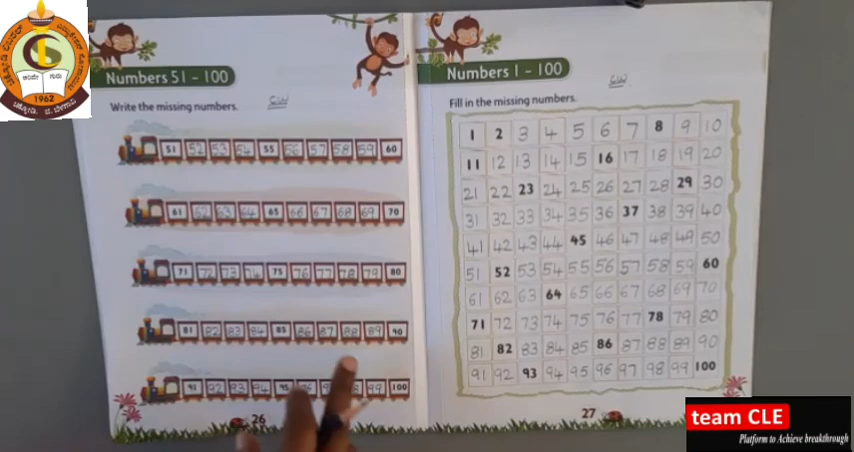 1962
Numbers 51 - 100
Write the missing numbers.
51 52 53 54 55 56 57 58 59 60
61 62 63 64 65 66 67 68 69 70
71 72 73 74 75 76 77 78 79 80
81 82 83 84 85 86 87 88 89 90
91 92 93 94 95 99 100
26
Numbers 1 - 100
Fill in the missing numbers.
1 2 3 4 5 6 7 8 9 10
11 12 13 14 15 16 17 18 19 20
21 22 23 24 25 26 27 28 29 30
31 32 33 34 35 36 37 38 39 40
41 42 43 44 45 46 47 48 49 50
51 52 53 54 55 56 57 58 59 60
61 62 63 64 65 66 67 68 69 70
71 72 73 74 75 76 77 78 79 80
81 82 83 84 85 86 87 88 89 90
91 92 93 94 95 96 97 98 99 100
27
team CLE
Platform to Achieve breakthrough